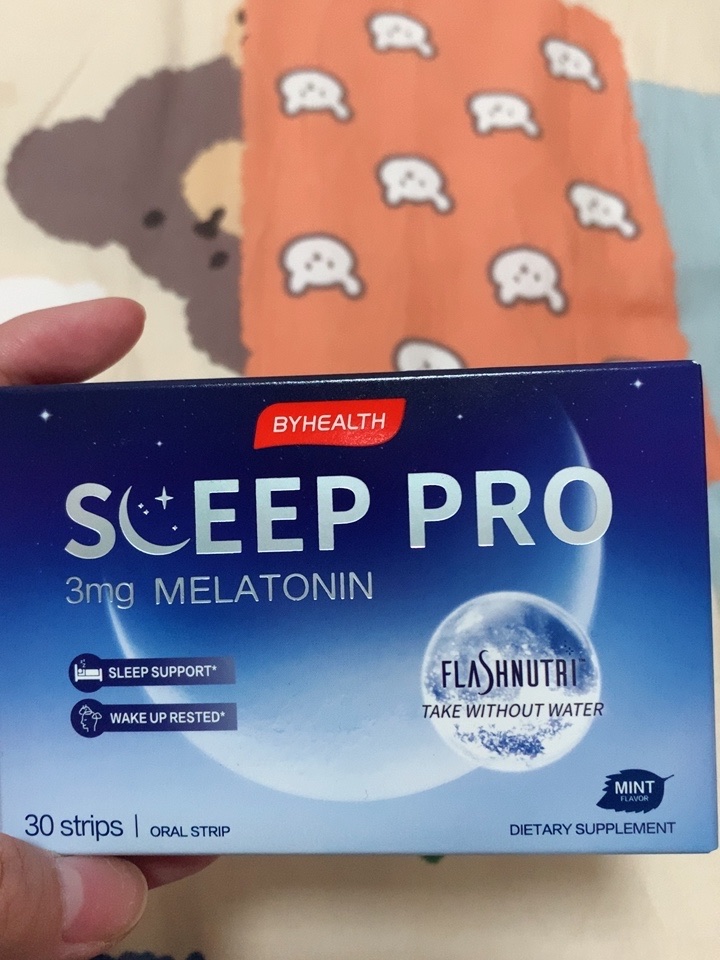 BYHEALTH
SLEEP PRO
3mg MELATONIN
SLEEP SUPPORT*
WAKE UP RESTED*
FLASHNUTRI™
TAKE WITHOUT WATER
MINT
FLAVOR
30 strips | ORAL STRIP
DIETARY SUPPLEMENT